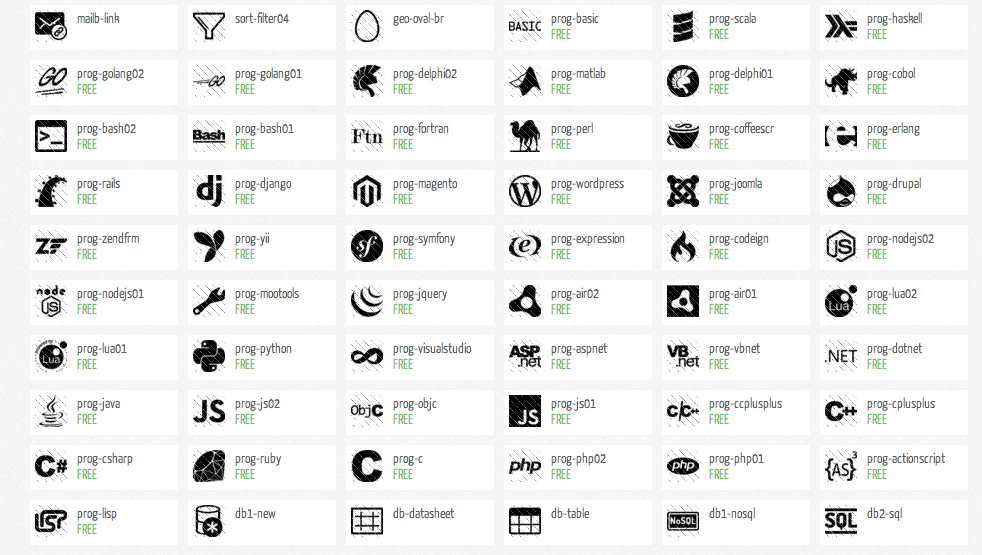 mailb-link
sort-filter04
geo-oval-br
BASIC
prog-basic
FREE
prog-scala
FREE
prog-haskell
FREE
GO
prog-golang02
FREE
GO
prog-golang01
FREE
prog-delphi02
FREE
prog-matlab
FREE
prog-delphi01
FREE
prog-cobol
FREE
>_
prog-bash02
FREE
Bash
prog-bash01
FREE
Ftn
prog-fortran
FREE
prog-perl
FREE
prog-coffeescr
FREE
e
prog-erlang
FREE
prog-rails
FREE
dj
prog-django
FREE
prog-magento
FREE
W
prog-wordpress
FREE
prog-joomla
FREE
prog-drupal
FREE
ZF
prog-zendfrm
FREE
prog-yii
FREE
sf
prog-symfony
FREE
(e)
prog-expression
FREE
prog-codeign
FREE
JS
prog-nodejs02
FREE
node
JS
prog-nodejs01
FREE
prog-mootools
FREE
prog-jquery
FREE
prog-air02
FREE
prog-air01
FREE
Lua
prog-lua02
FREE
Lua
prog-lua01
FREE
prog-python
FREE
prog-visualstudio
FREE
ASP
.net
prog-aspnet
FREE
VB
.net
prog-vbnet
FREE
.NET
prog-dotnet
FREE
prog-java
FREE
JS
prog-js02
FREE
ObjC
prog-objc
FREE
JS
prog-js01
FREE
C/C++
prog-ccplusplus
FREE
C++
prog-cplusplus
FREE
C#
prog-csharp
FREE
prog-ruby
FREE
C
prog-c
FREE
php
prog-php02
FREE
php
prog-php01
FREE
{AS}3
prog-actionscript
FREE
LISP
prog-lisp
FREE
db1-new
db-datasheet
db-table
NoSQL
db1-nosql
SQL
db2-sql